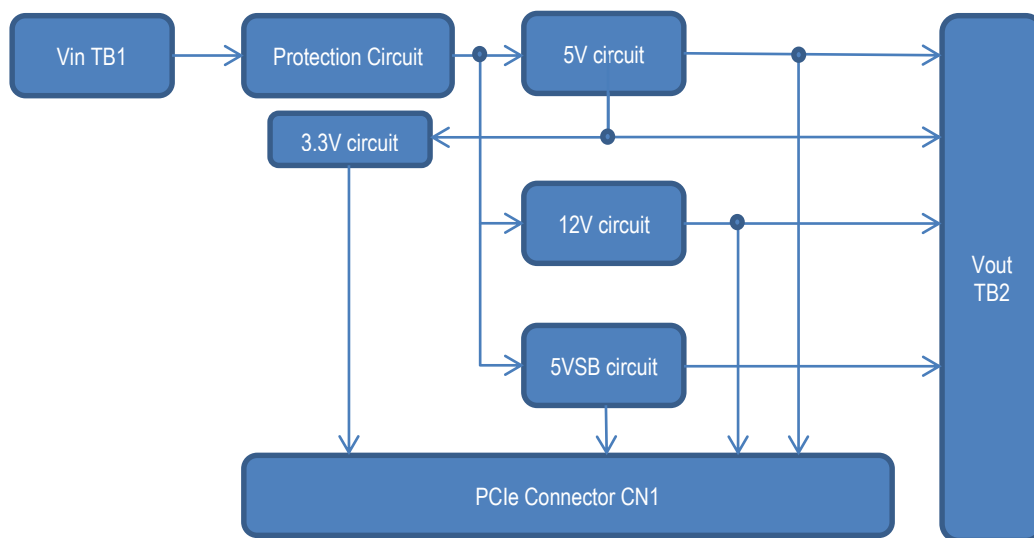 Vin TB1
Protection Circuit
5V circuit
3.3V circuit
12V circuit
Vout
TB2
5VSB circuit
PCIe Connector CN1